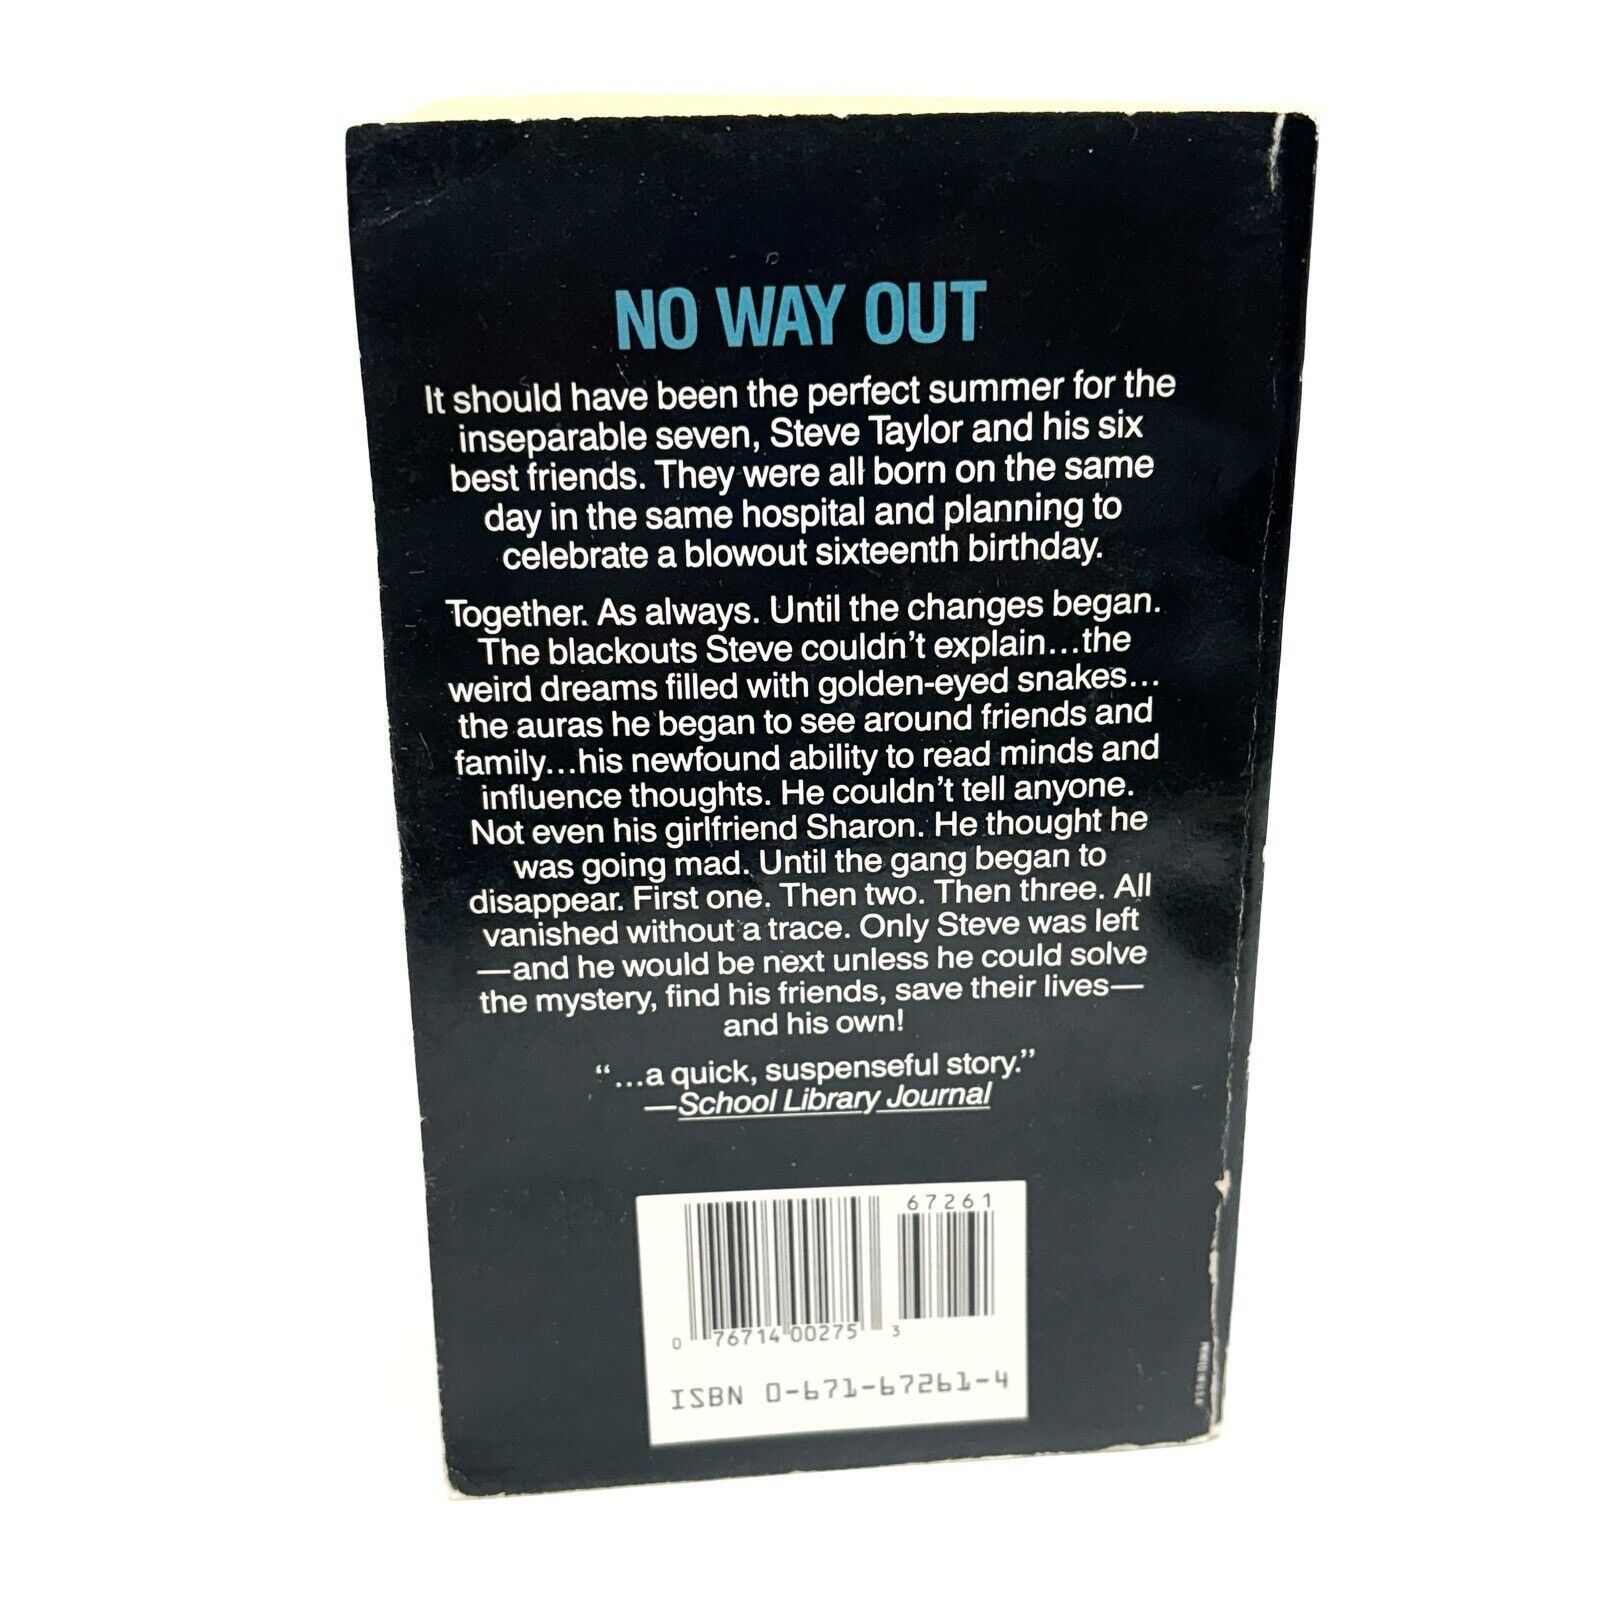 NO WAY OUT
It should have been the perfect summer for the
inseparable seven, Steve Taylor and his six
best friends. They were all born on the same
day in the same hospital and planning to
celebrate a blowout sixteenth birthday.
Together. As always. Until the changes began.
The blackouts Steve couldn't explain...the
weird dreams filled with golden-eyed snakes...
the auras he began to see around friends and
family...his newfound ability to read minds and
influence thoughts. He couldn't tell anyone.
Not even his girlfriend Sharon. He thought he
was going mad. Until the gang began to
disappear. First one. Then two. Then three. All
vanished without a trace. Only Steve was left
—and he would be next unless he could solve
the mystery, find his friends, save their lives—
and his own!
"...a quick, suspenseful story."
—School Library Journal
67261
0 76714 00275 3
ISBN 0-671-67261-4